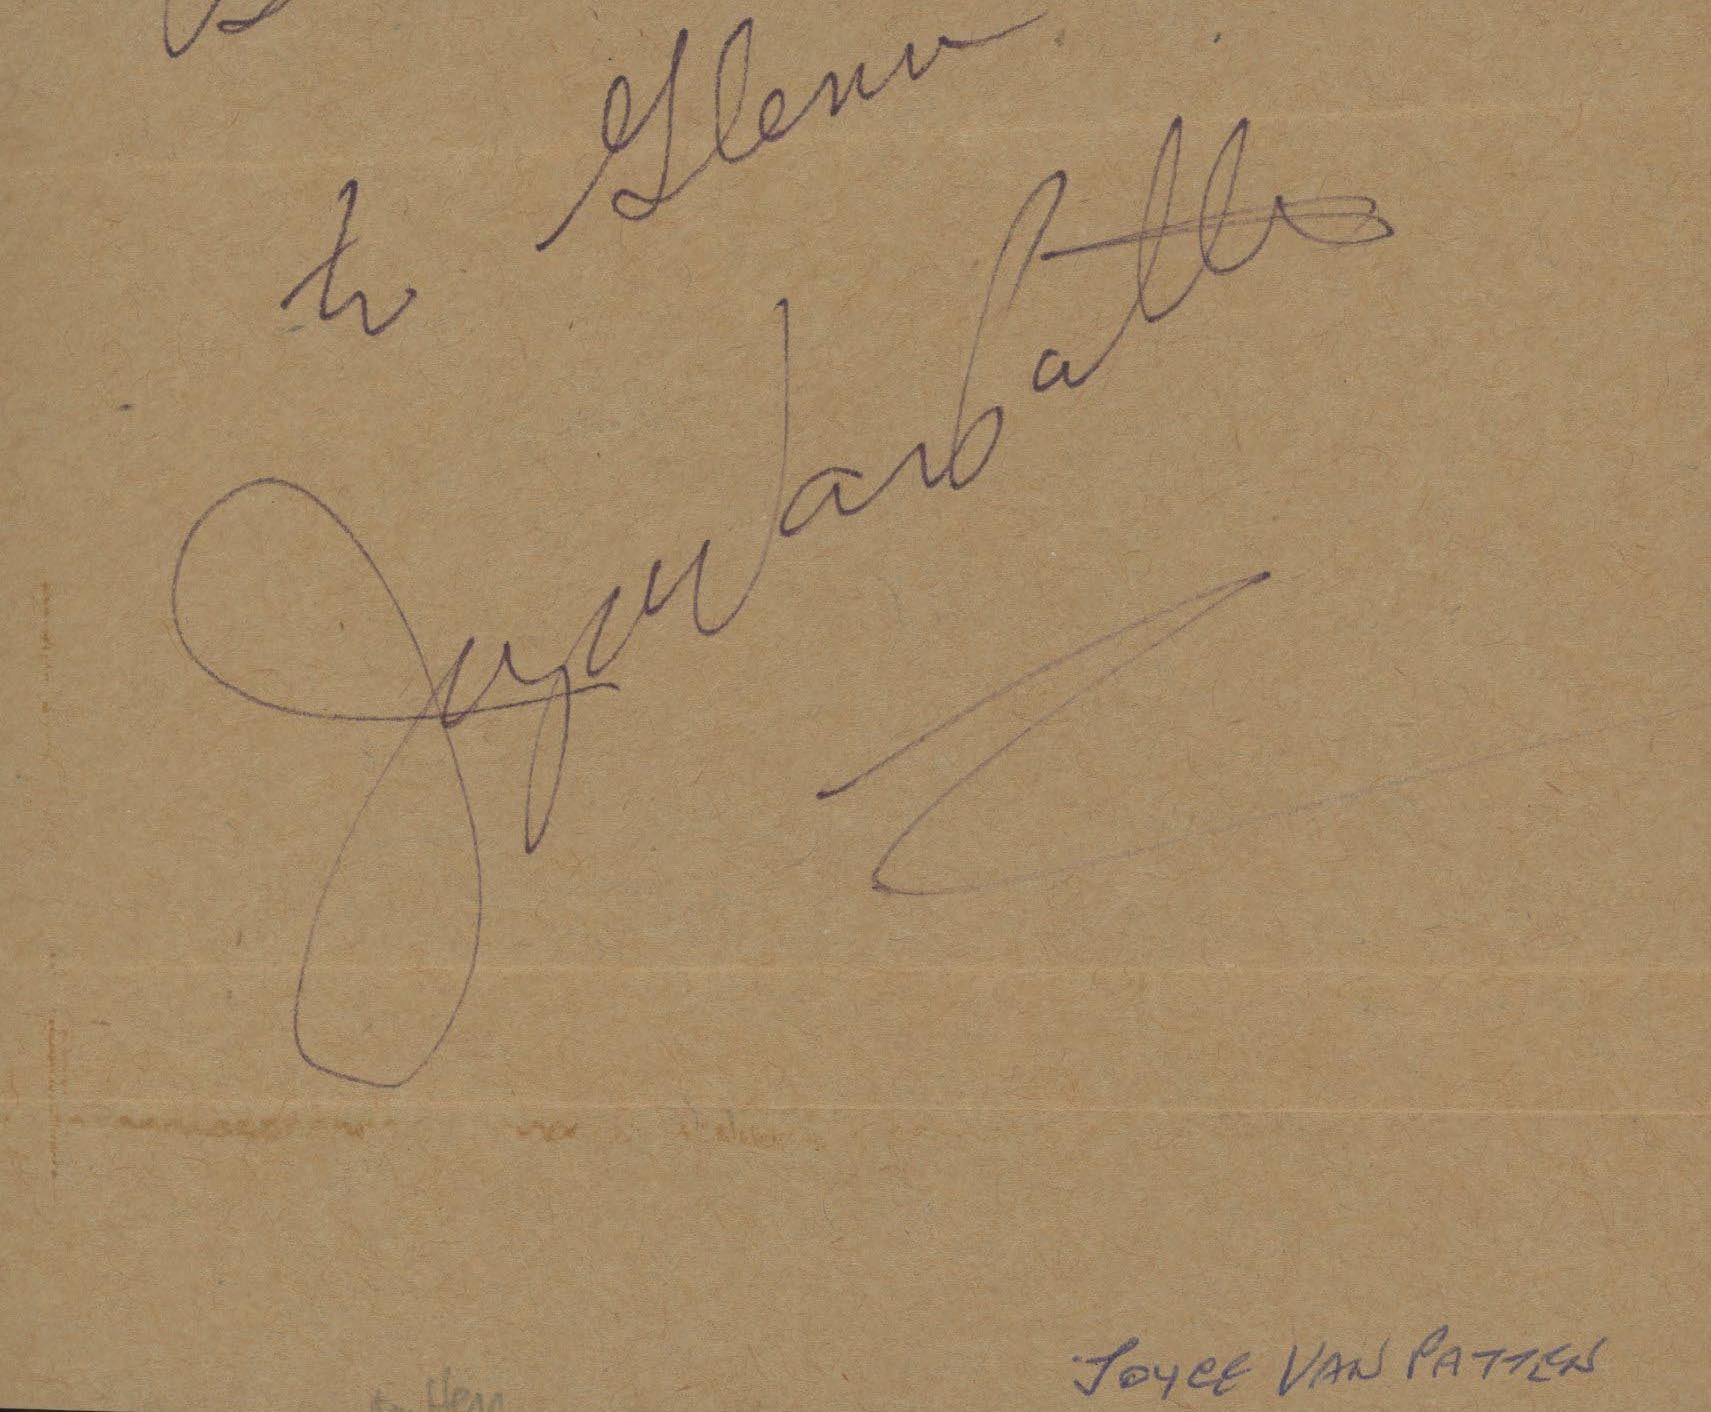 to Glenn
Joyce Van Patten
JOYCE VAN PATTEN